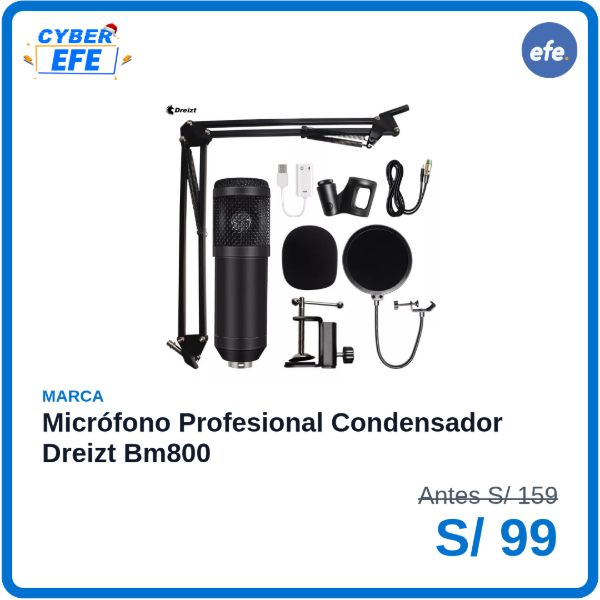 CYBER
EFE
efe.
Dreizt
MARCA
Micrófono Profesional Condensador
Dreizt Bm800
Antes S/ 159
S/ 99